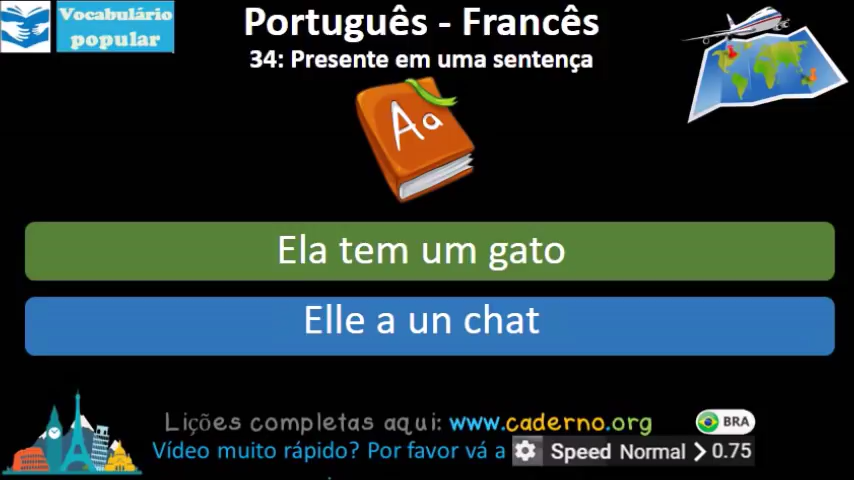 Vocabulário
popular
Português - Francês
34: Presente em uma sentença
Aa
Ela tem um gato
Elle a un chat
Lições completas aqui: www.caderno.org
BRA
Vídeo muito rápido? Por favor vá a Speed Normal > 0.75